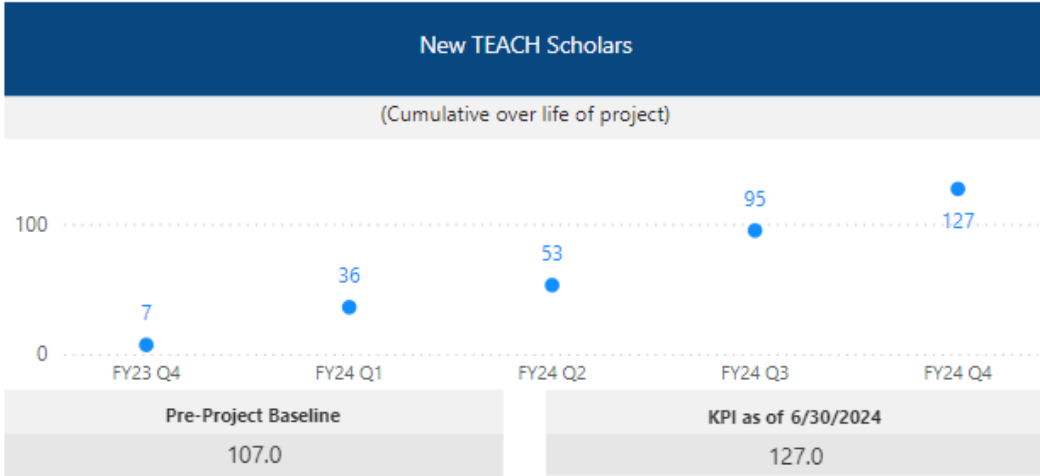 New TEACH Scholars
(Cumulative over life of project)
100
0
7
36
53
95
127
FY23 Q4
FY24 Q1
FY24 Q2
FY24 Q3
FY24 Q4
Pre-Project Baseline
107.0
KPI as of 6/30/2024
127.0